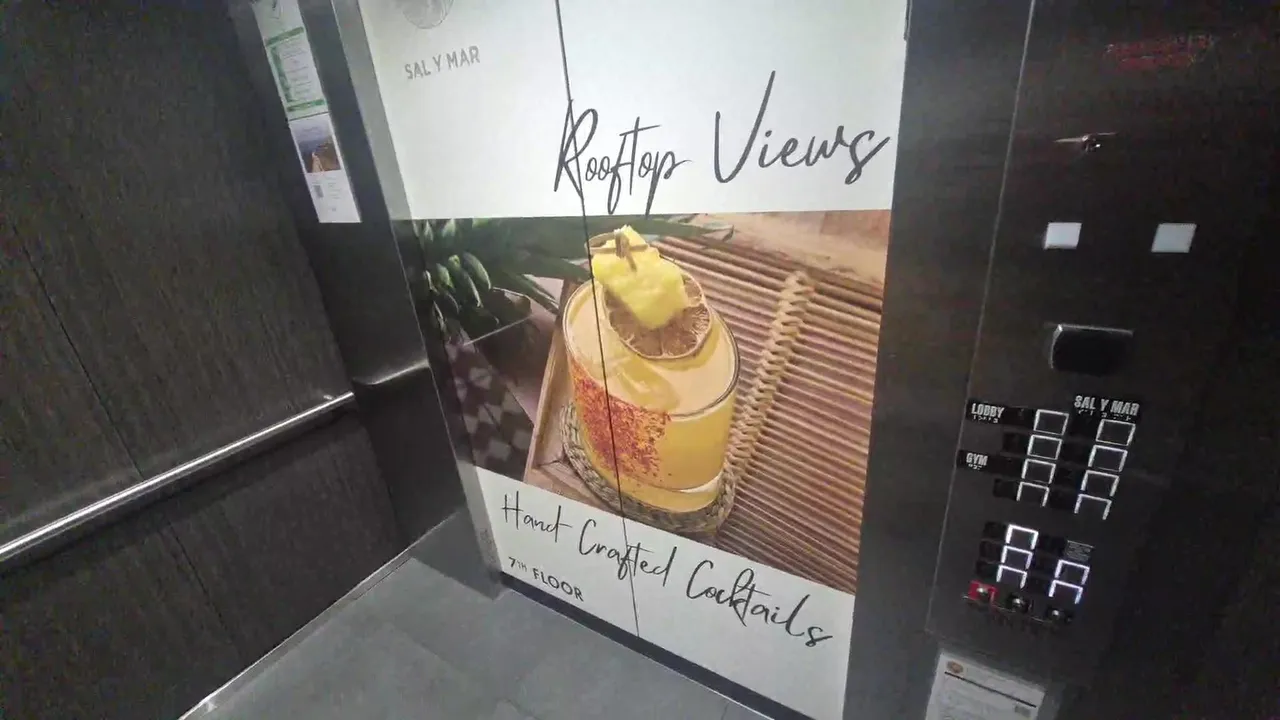 SAL Y MAR
Rooftop Views
Hand Crafted Cocktails
7TH FLOOR
LOBBY
SAL Y MAR
GYM